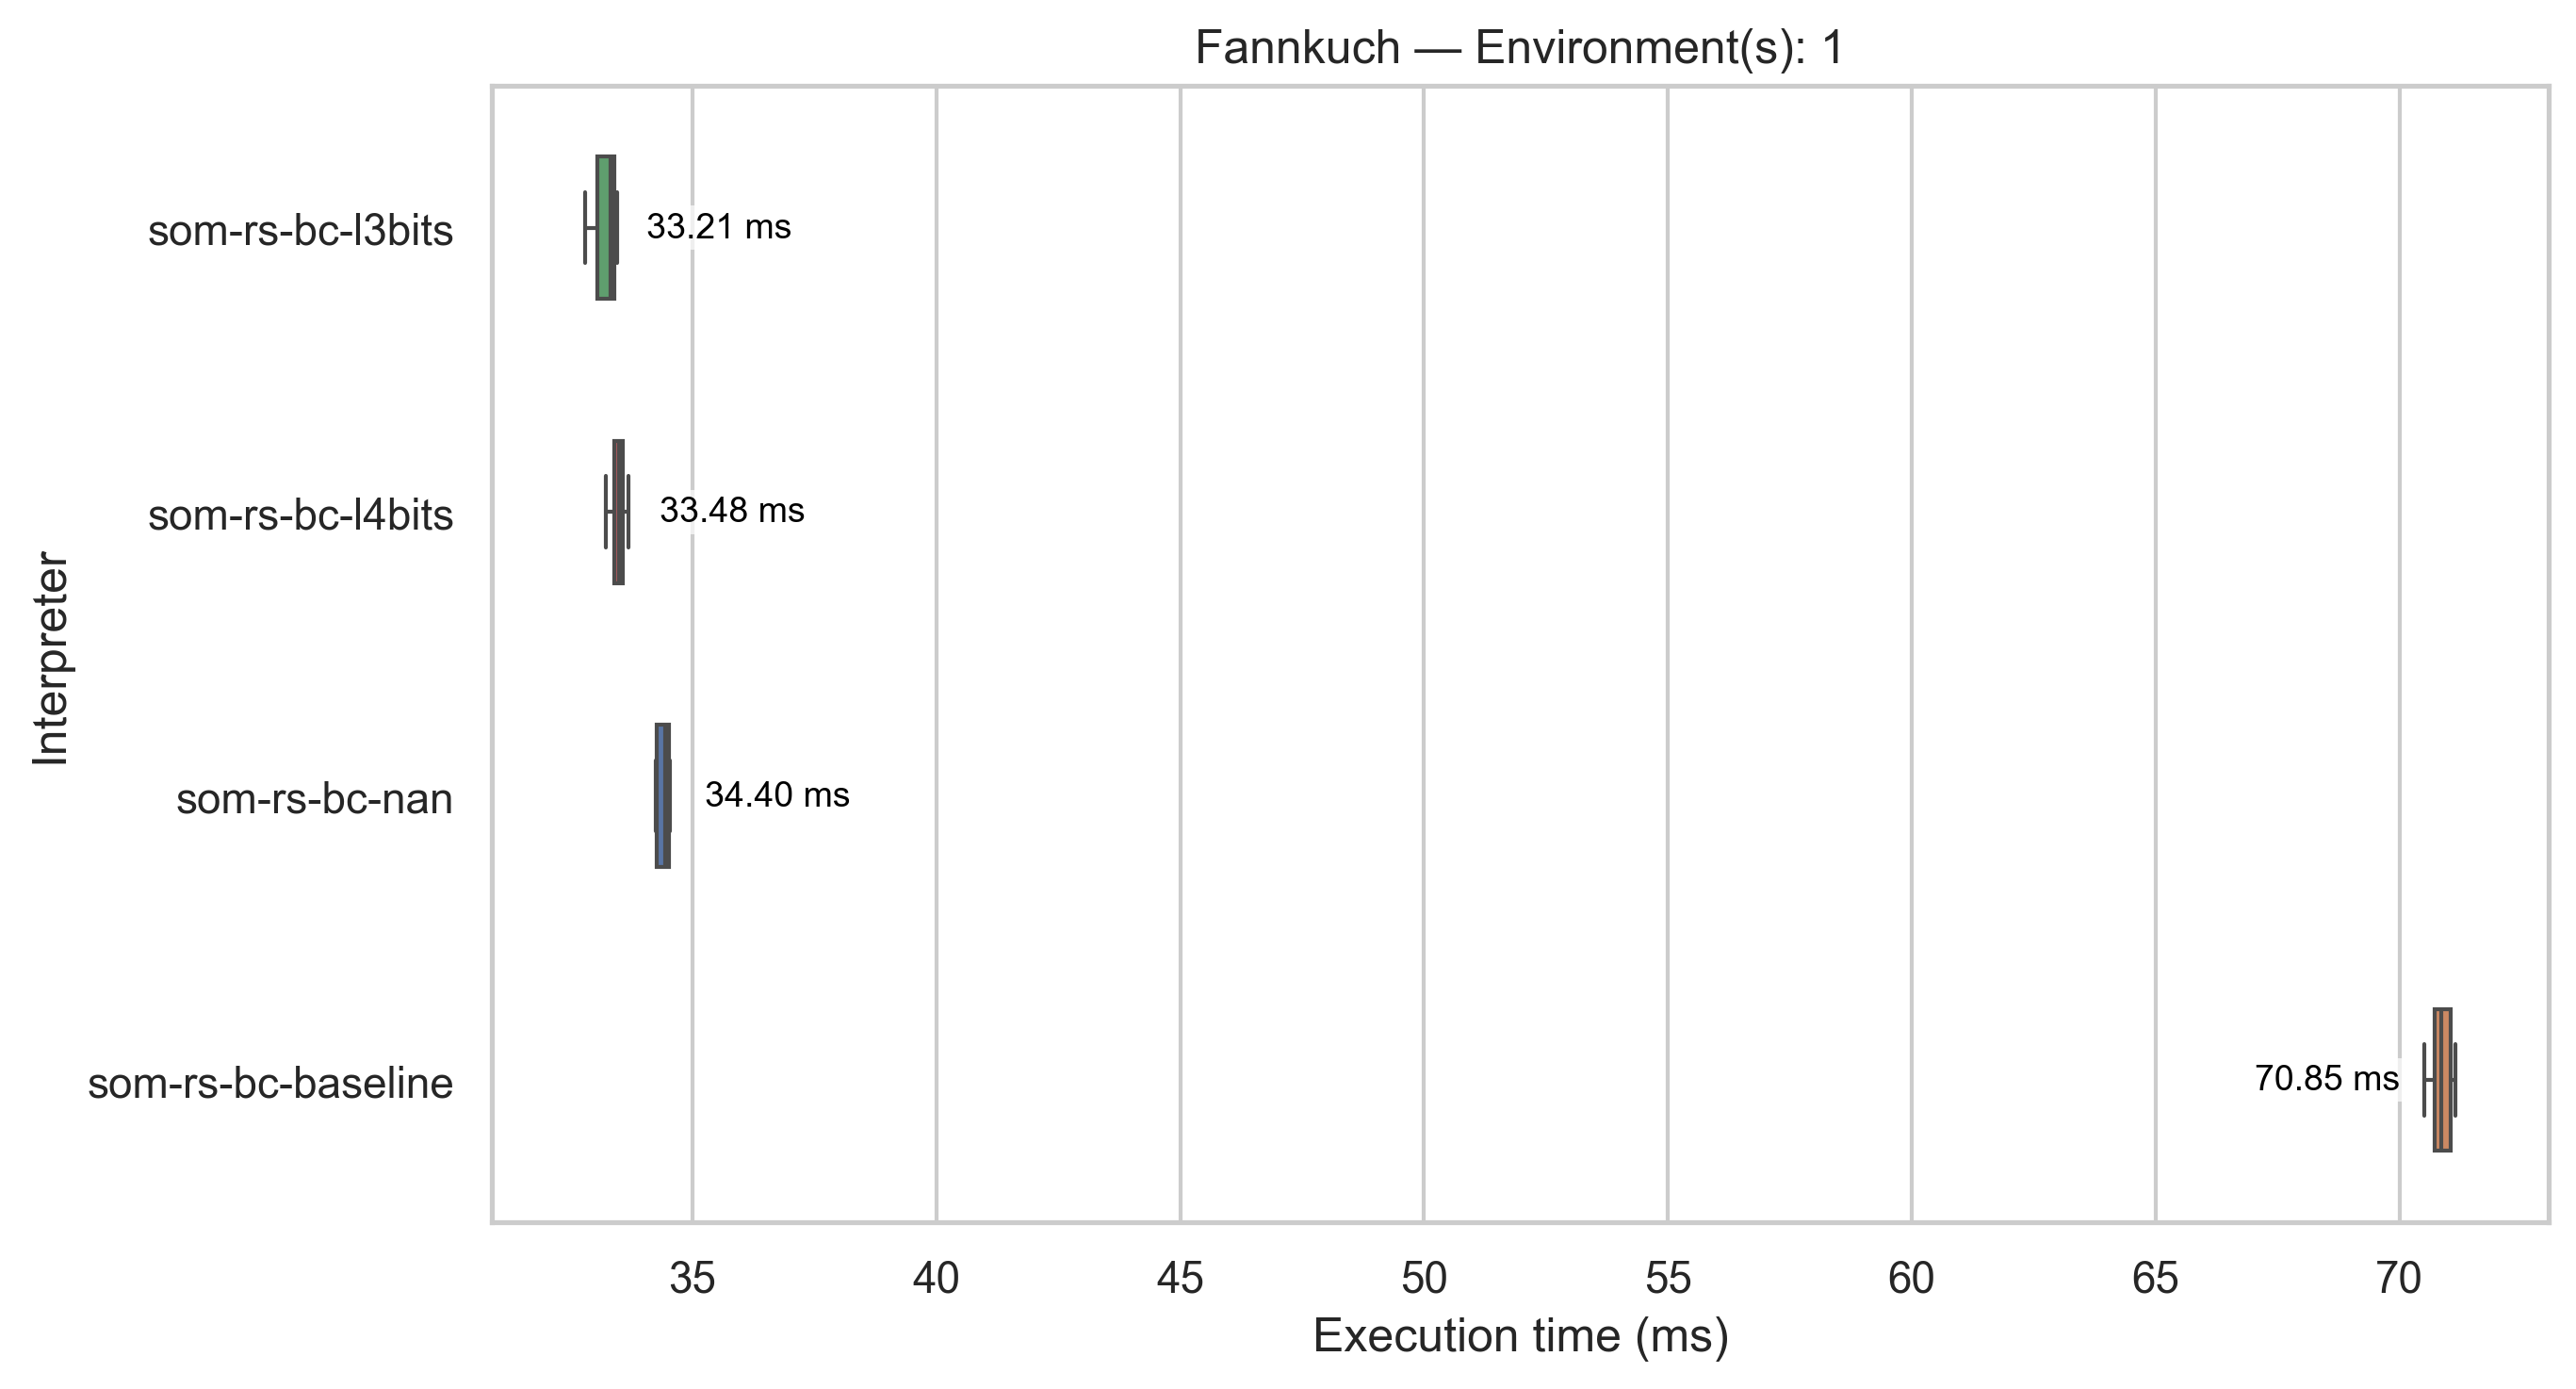 Fannkuch — Environment(s): 1
som-rs-bc-l3bits
33.21 ms
som-rs-bc-l4bits
33.48 ms
Interpreter
som-rs-bc-nan
34.40 ms
som-rs-bc-baseline
70.85 ms
35 40 45 50 55 60 65 70
Execution time (ms)